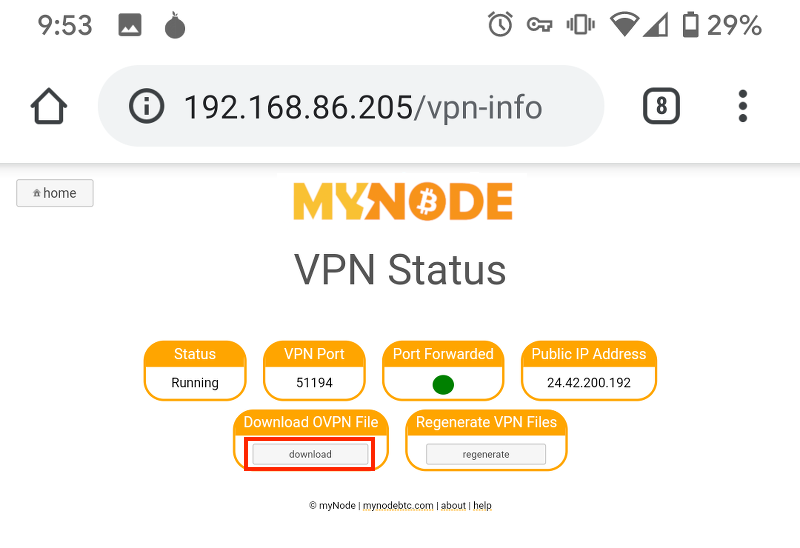 9:53 29%
192.168.86.205/vpn-info 8
home
MYNODE
VPN Status
Status VPN Port Port Forwarded Public IP Address
Running 51194 24.42.200.192
Download OVPN File Regenerate VPN Files
download regenerate
© myNode | mynodebtc.com | about | help